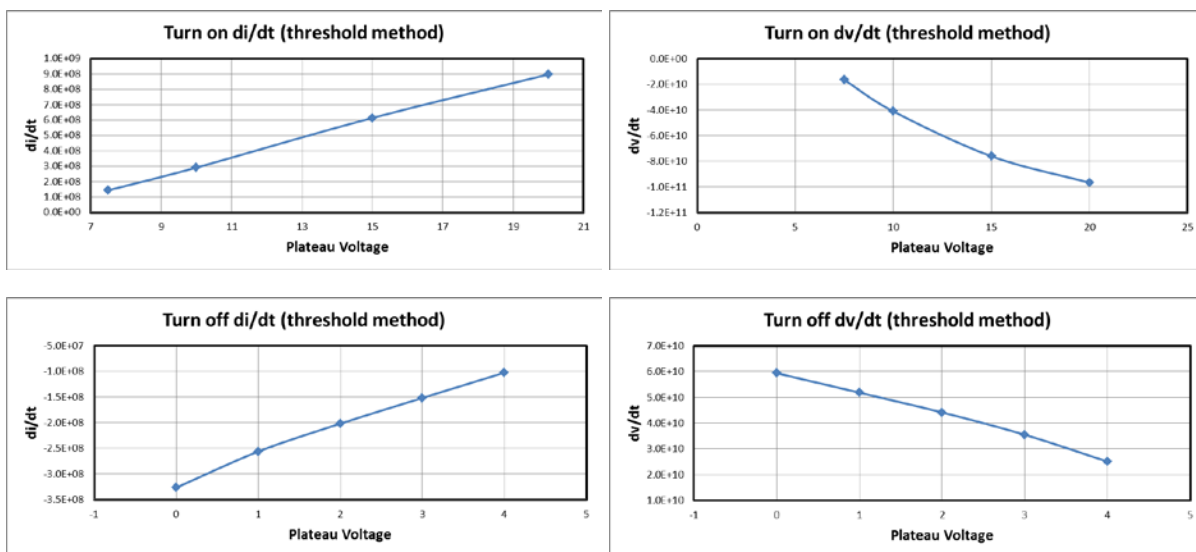 Turn on di/dt (threshold method)
1.0E+09
9.0E+08
8.0E+08
7.0E+08
6.0E+08
5.0E+08
4.0E+08
3.0E+08
2.0E+08
1.0E+08
0.0E+00
di/dt
7 9 11 13 15 17 19 21
Plateau Voltage
Turn on dv/dt (threshold method)
0.0E+00
-2.0E+10
-4.0E+10
-6.0E+10
-8.0E+10
-1.0E+11
-1.2E+11
dv/dt
0 5 10 15 20 25
Plateau Voltage
Turn off di/dt (threshold method)
-5.0E+07
-1.0E+08
-1.5E+08
-2.0E+08
-2.5E+08
-3.0E+08
-3.5E+08
di/dt
-1 0 1 2 3 4 5
Plateau Voltage
Turn off dv/dt (threshold method)
7.0E+10
6.0E+10
5.0E+10
4.0E+10
3.0E+10
2.0E+10
1.0E+10
dv/dt
-1 0 1 2 3 4 5
Plateau Voltage